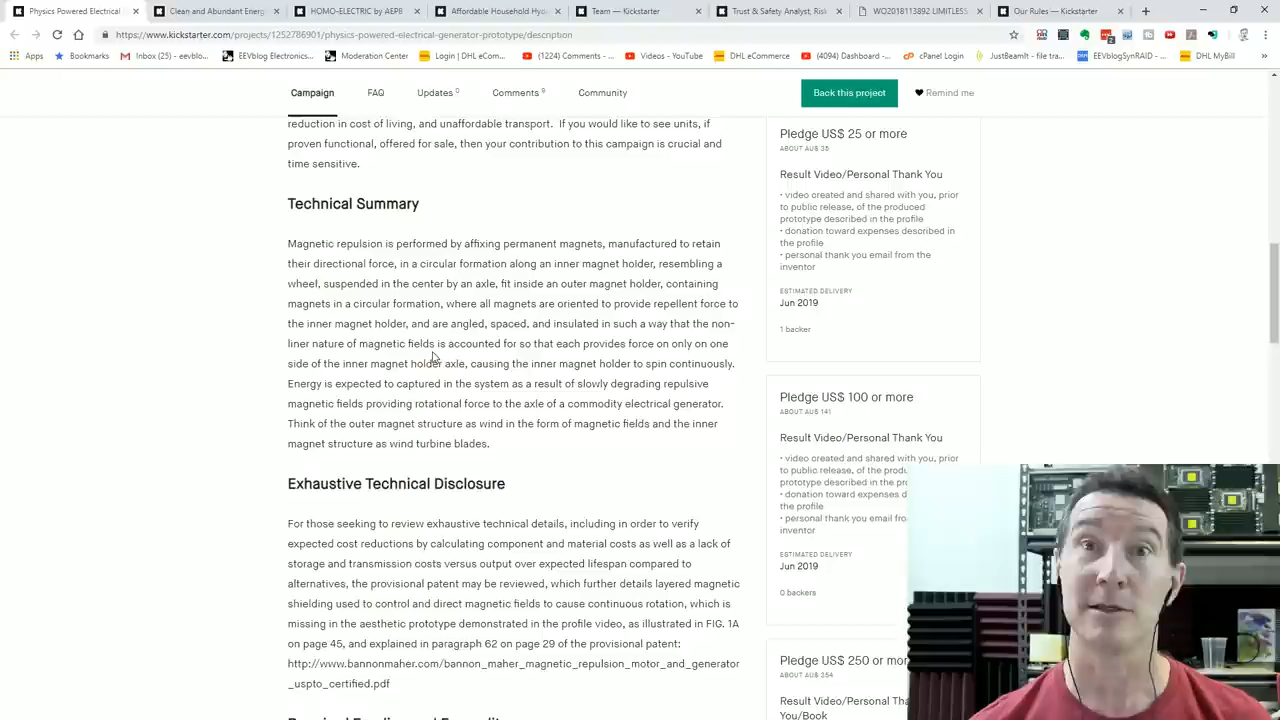 Physics Powered Electrical
Clean and Abundant Energ
HOMO-ELECTRIC by AEPB
Affordable Household Hyd
Team — Kickstarter
Trust & Safety Analyst, Risk
WO2018113892 LIMITLESS
Our Rules — Kickstarter
https://www.kickstarter.com/projects/1252786901/physics-powered-electrical-generator-prototype/description
Apps
Bookmarks
Inbox (25) - eevblo...
EEVblog Electronics...
Moderation Center
Login | DHL eCom...
(1224) Comments - ...
Videos - YouTube
DHL eCommerce
(4094) Dashboard - ...
cPanel Login
JustBeamIt - file tra...
EEVblogSynRAID - ...
DHL MyBill
Campaign
FAQ
Updates 0
Comments 9
Community
Back this project
Remind me
reduction in cost of living, and unaffordable transport. If you would like to see units, if
proven functional, offered for sale, then your contribution to this campaign is crucial and
time sensitive.
Technical Summary
Magnetic repulsion is performed by affixing permanent magnets, manufactured to retain
their directional force, in a circular formation along an inner magnet holder, resembling a
wheel, suspended in the center by an axle, fit inside an outer magnet holder, containing
magnets in a circular formation, where all magnets are oriented to provide repellent force to
the inner magnet holder, and are angled, spaced, and insulated in such a way that the non-
liner nature of magnetic fields is accounted for so that each provides force on only on one
side of the inner magnet holder axle, causing the inner magnet holder to spin continuously.
Energy is expected to captured in the system as a result of slowly degrading repulsive
magnetic fields providing rotational force to the axle of a commodity electrical generator.
Think of the outer magnet structure as wind in the form of magnetic fields and the inner
magnet structure as wind turbine blades.
Exhaustive Technical Disclosure
For those seeking to review exhaustive technical details, including in order to verify
expected cost reductions by calculating component and material costs as well as a lack of
storage and transmission costs versus output over expected lifespan compared to
alternatives, the provisional patent may be reviewed, which further details layered magnetic
shielding used to control and direct magnetic fields to cause continuous rotation, which is
missing in the aesthetic prototype demonstrated in the profile video, as illustrated in FIG. 1A
on page 45, and explained in paragraph 62 on page 29 of the provisional patent:
http://www.bannonmaher.com/bannon_maher_magnetic_repulsion_motor_and_generator
_uspto_certified.pdf
Pledge US$ 25 or more
ABOUT AU$ 35
Result Video/Personal Thank You
• video created and shared with you, prior
to public release, of the produced
prototype described in the profile
• donation toward expenses described in
the profile
• personal thank you email from the
inventor
ESTIMATED DELIVERY
Jun 2019
1 backer
Pledge US$ 100 or more
ABOUT AU$ 141
Result Video/Personal Thank You
• video created and shared with you, prior
to public release, of the produ
prototype described in the pro
• donation toward expenses d
the profile
• personal thank you email fro
inventor
ESTIMATED DELIVERY
Jun 2019
0 backers
Pledge US$ 250 or mor
ABOUT AU$ 354
Result Video/Personal Tha
You/Book